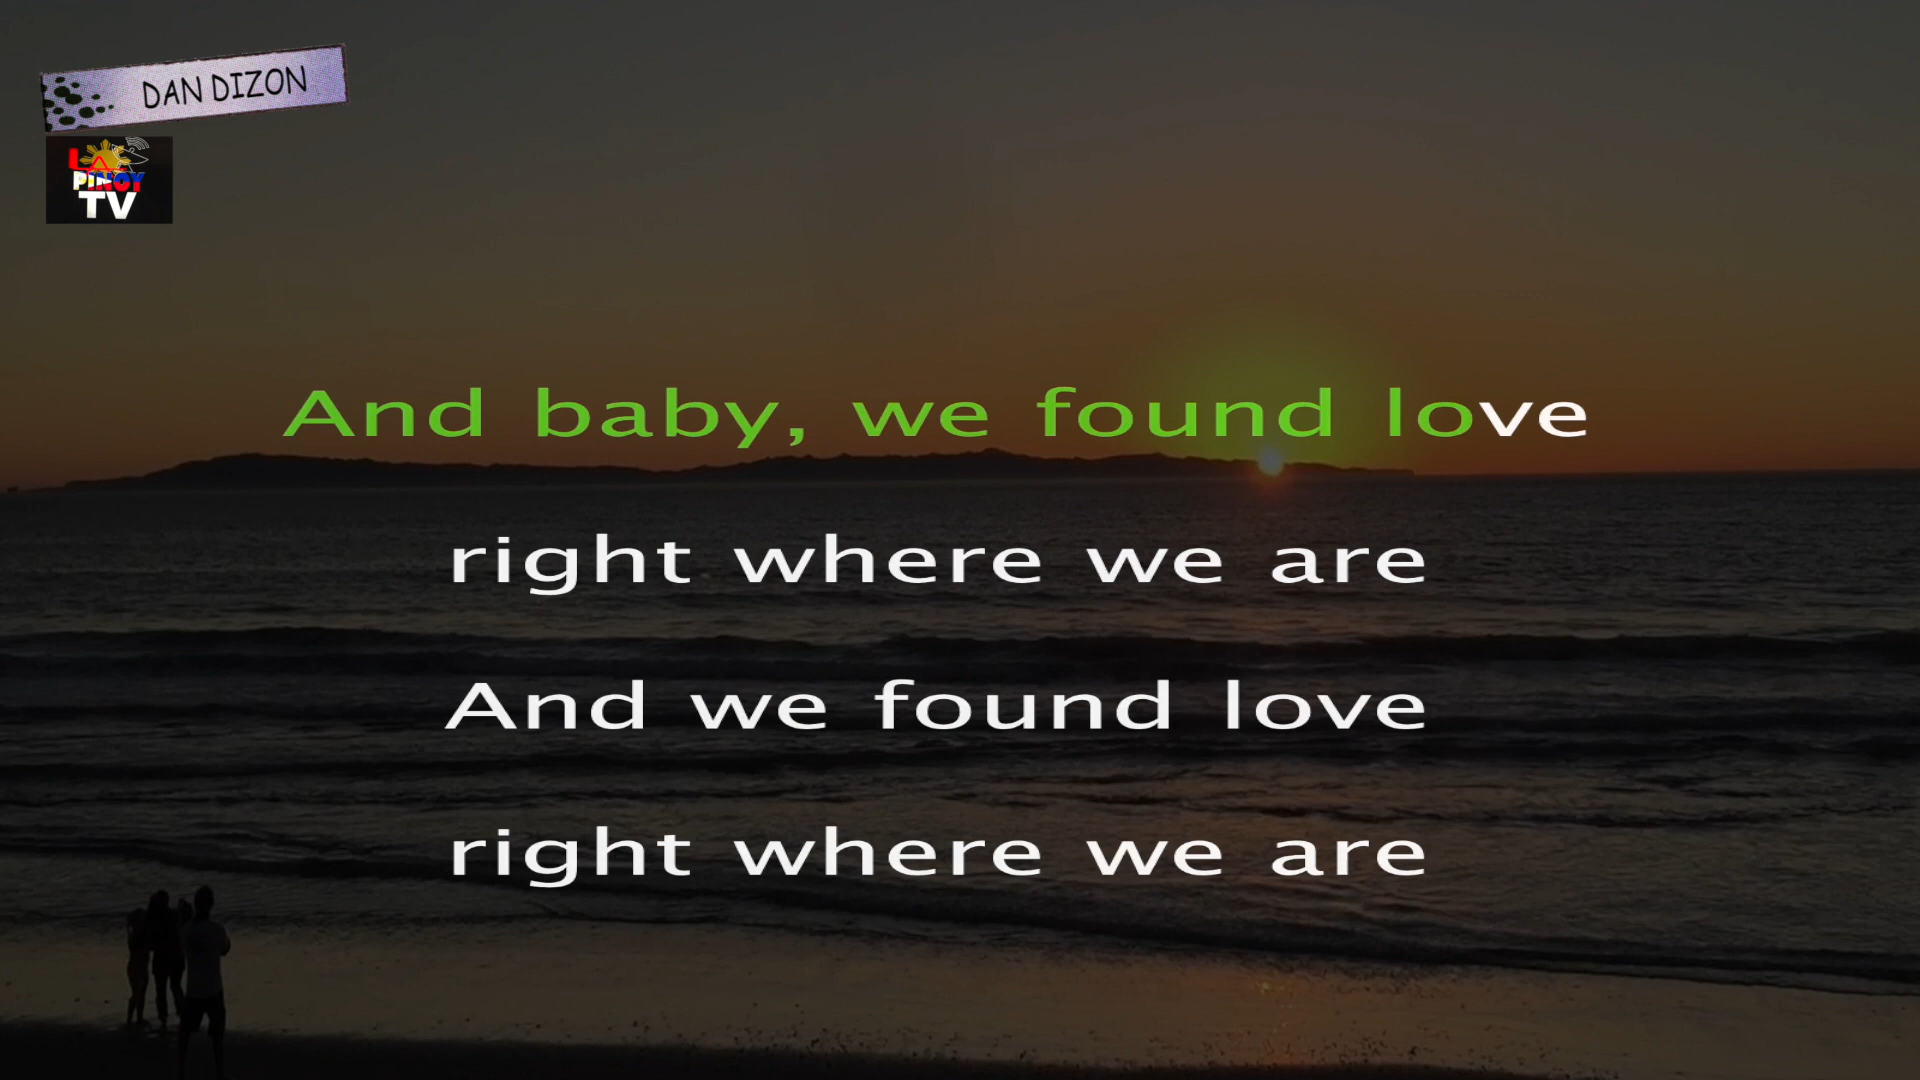 DAN DIZON
LA
PINOY
TV
And baby, we found love
right where we are
And we found love
right where we are